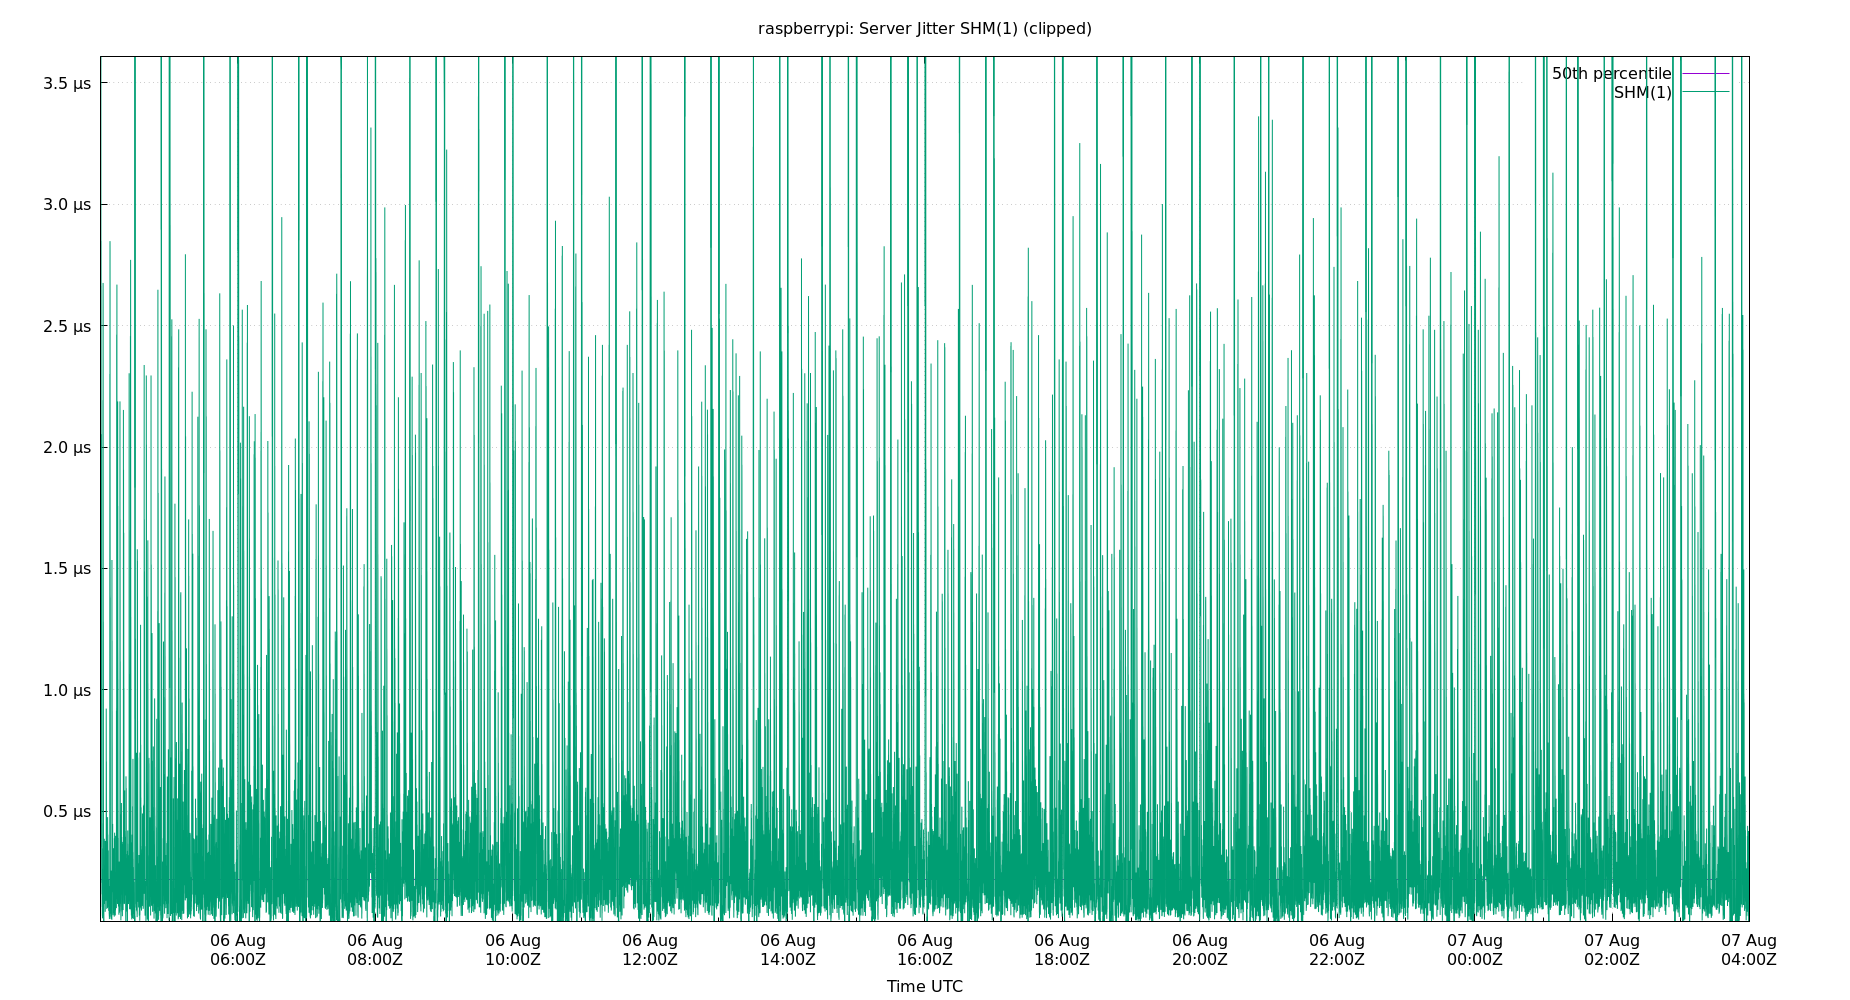 raspberrypi: Server Jitter SHM(1) (clipped)
50th percentile
SHM(1)
3.5 μs
3.0 μs
2.5 μs
2.0 μs
1.5 μs
1.0 μs
0.5 μs
06 Aug 06 Aug 06 Aug 06 Aug 06 Aug 06 Aug 06 Aug 06 Aug 06 Aug 07 Aug 07 Aug 07 Aug
06:00Z 08:00Z 10:00Z 12:00Z 14:00Z 16:00Z 18:00Z 20:00Z 22:00Z 00:00Z 02:00Z 04:00Z
Time UTC